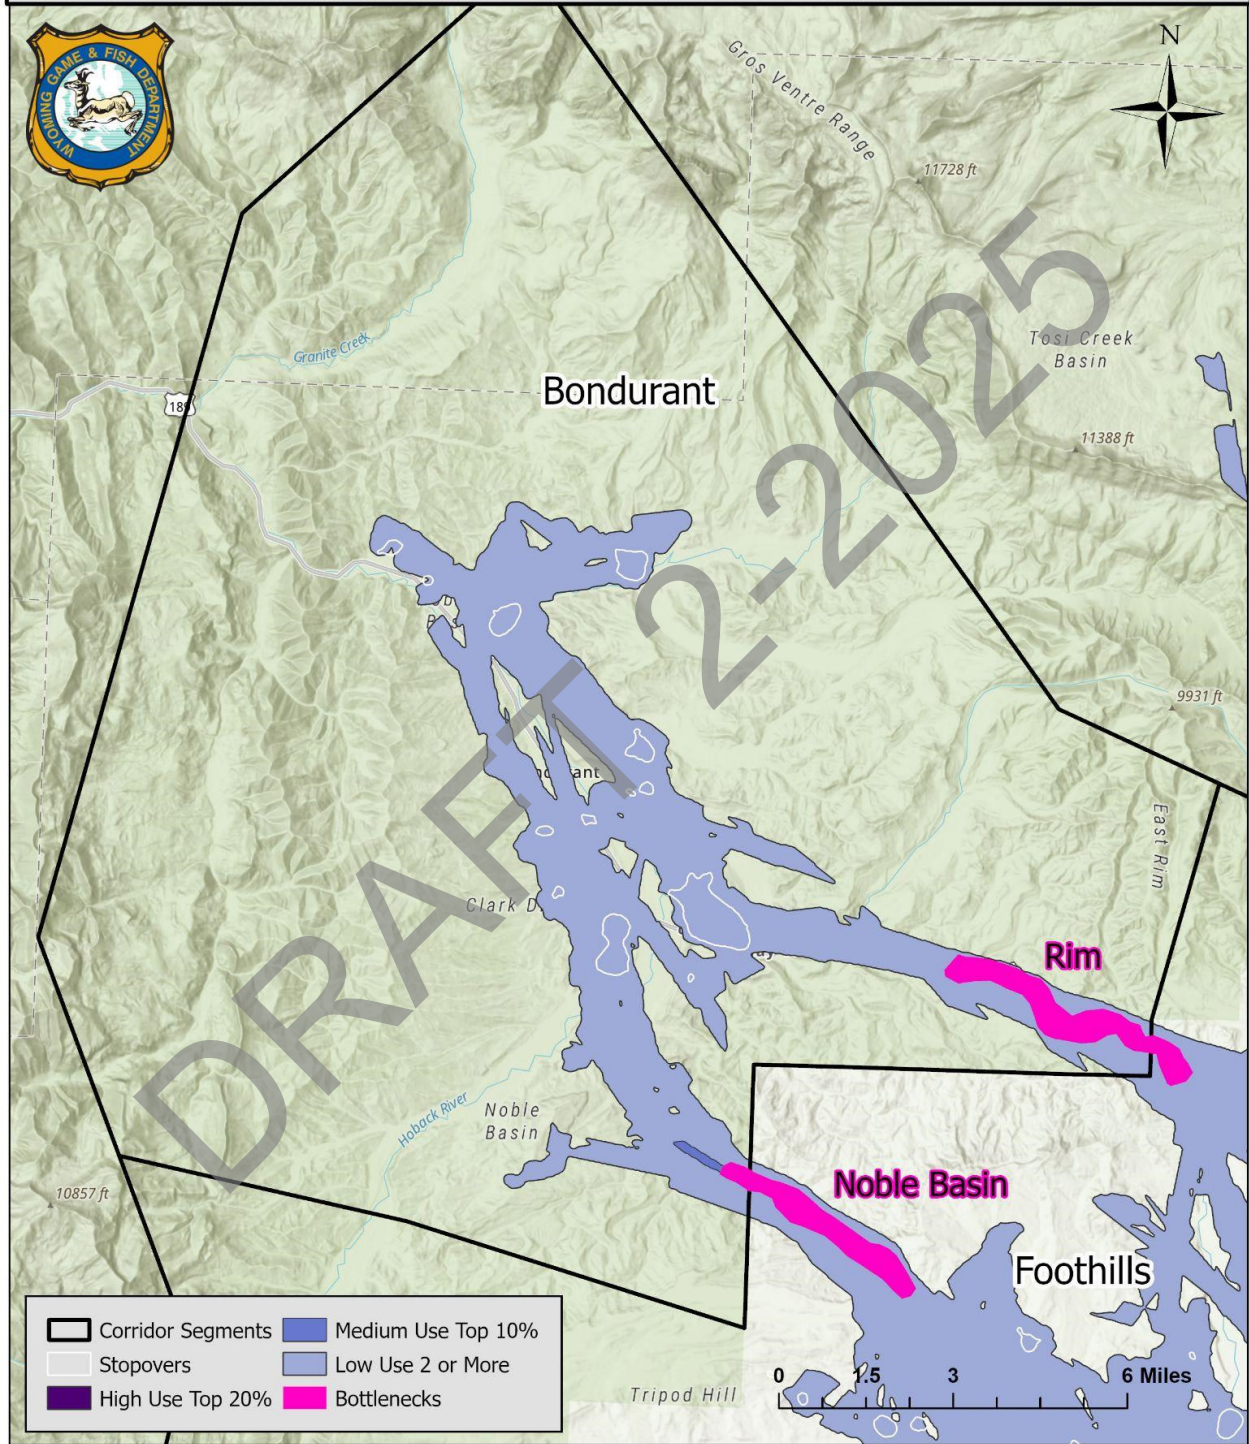 WYOMING GAME & FISH DEPARTMENT
N
Gros Ventre Range
11728 ft
Tosi Creek
Basin
Granite Creek
Bondurant
11388 ft
9931 ft
East Rim
Rim
Hoback River
Noble
Basin
Noble Basin
10857 ft
Foothills
Tripod Hill
DRAFT 2-2025
Corridor Segments
Stopovers
High Use Top 20%
Medium Use Top 10%
Low Use 2 or More
Bottlenecks
0 1.5 3 6 Miles